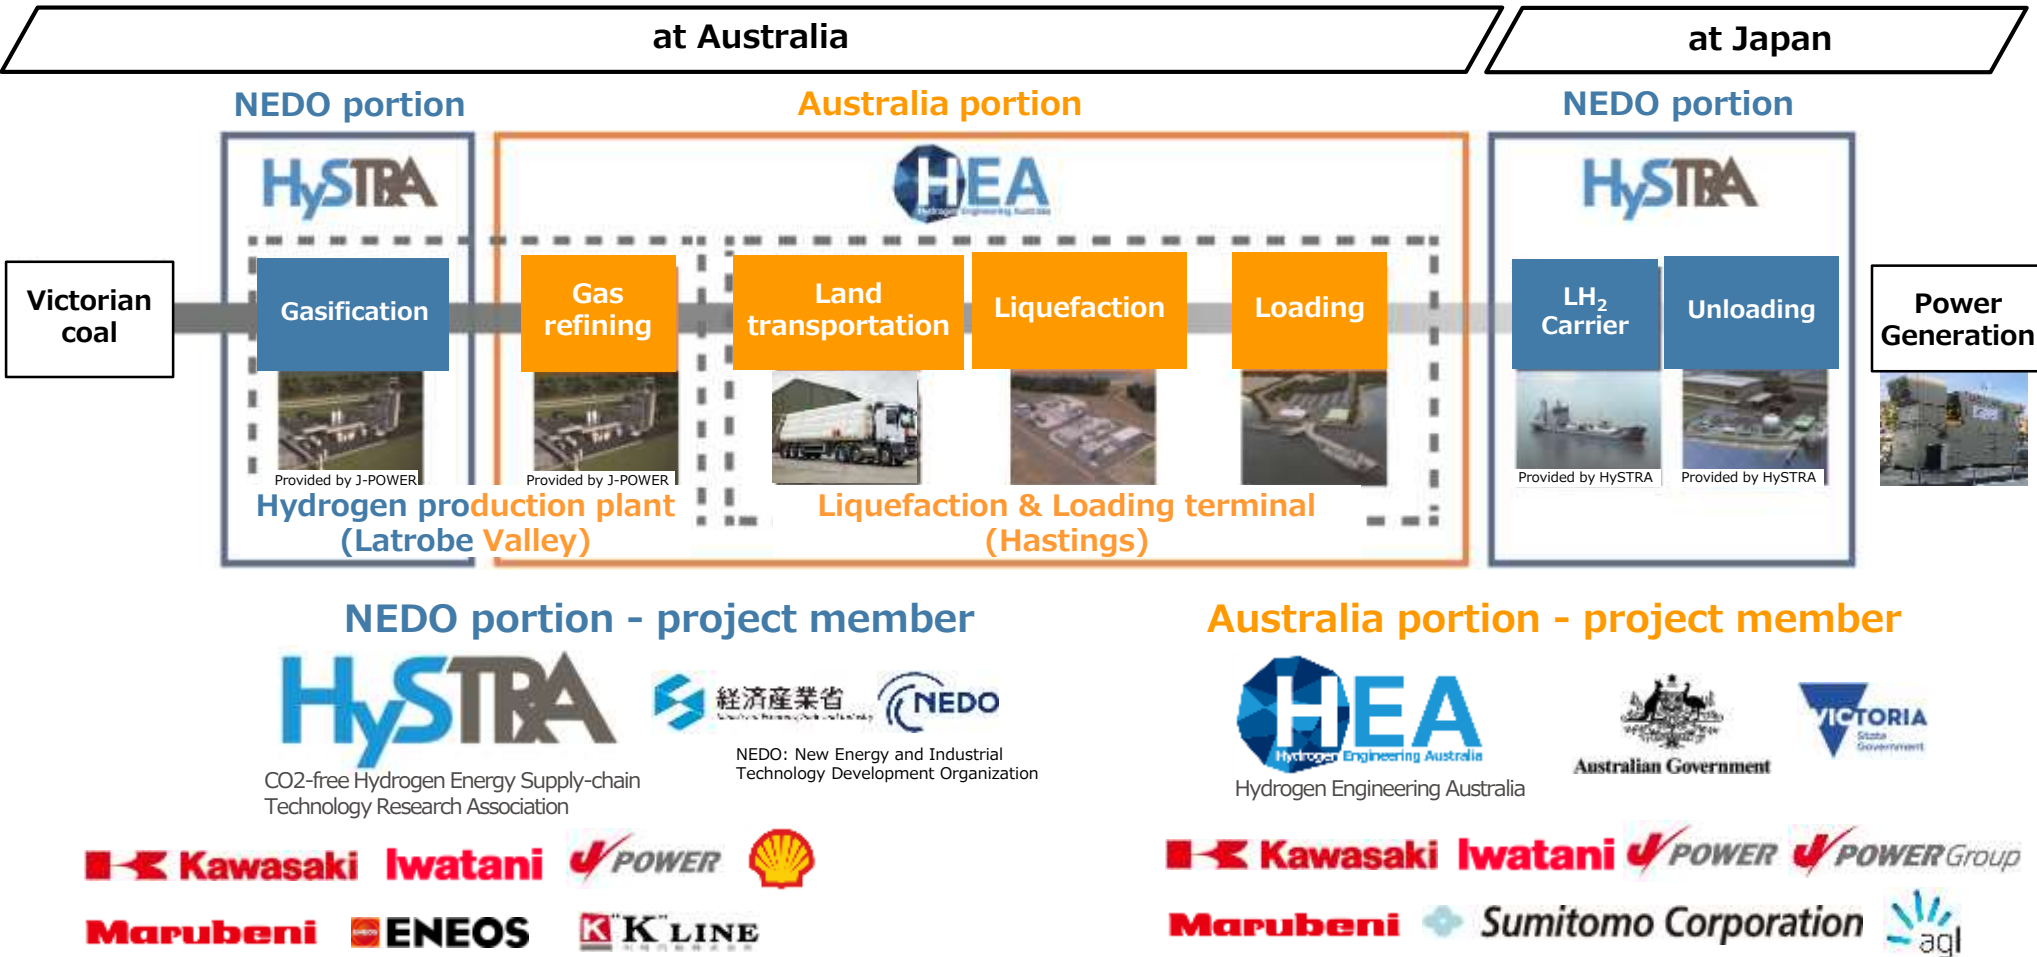 at Australia
at Japan
NEDO portion
Australia portion
NEDO portion
HySTRA
HEA
Hydrogen Engineering Australia
HySTRA
Victorian
coal
Gasification
Gas
refining
Land
transportation
Liquefaction
Loading
LH₂
Carrier
Unloading
Power
Generation
Provided by J-POWER
Provided by J-POWER
Provided by HySTRA
Provided by HySTRA
Hydrogen production plant
(Latrobe Valley)
Liquefaction & Loading terminal
(Hastings)
NEDO portion - project member
Australia portion - project member
HySTRA
CO2-free Hydrogen Energy Supply-chain
Technology Research Association
経済産業省
NEDO
NEDO: New Energy and Industrial
Technology Development Organization
HEA
Hydrogen Engineering Australia
Hydrogen Engineering Australia
Australian Government
VICTORIA
State
Government
Kawasaki
Iwatani
POWER
Marubeni
ENEOS
K "K" LINE
Kawasaki
Iwatani
POWER
POWER Group
Marubeni
Sumitomo Corporation
agl